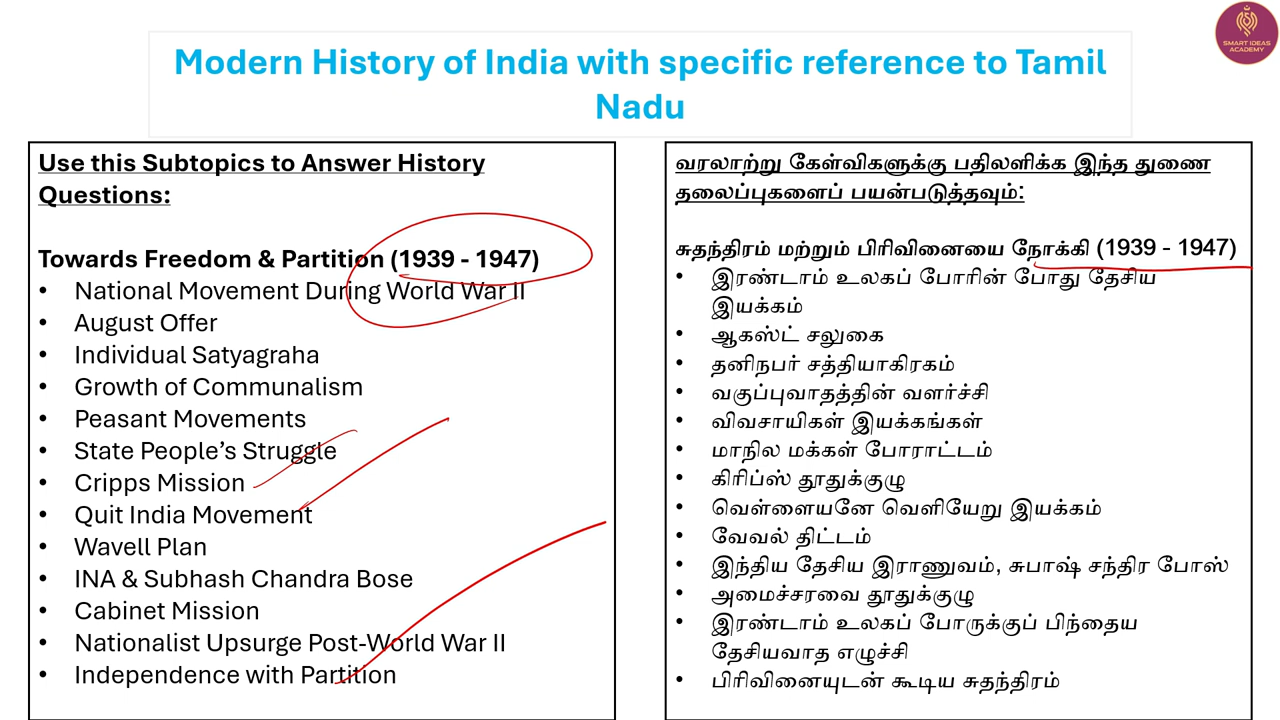 SMART IDEAS
ACADEMY
Modern History of India with specific reference to Tamil
Nadu
Use this Subtopics to Answer History
Questions:
Towards Freedom & Partition (1939 - 1947)
• National Movement During World War II
• August Offer
• Individual Satyagraha
• Growth of Communalism
• Peasant Movements
• State People’s Struggle
• Cripps Mission
• Quit India Movement
• Wavell Plan
• INA & Subhash Chandra Bose
• Cabinet Mission
• Nationalist Upsurge Post-World War II
• Independence with Partition
வரலாற்று கேள்விகளுக்கு பதிலளிக்க இந்த துணை
தலைப்புகளைப் பயன்படுத்தவும்:
சுதந்திரம் மற்றும் பிரிவினையை நோக்கி (1939 - 1947)
• இரண்டாம் உலகப் போரின் போது தேசிய
இயக்கம்
• ஆகஸ்ட் சலுகை
• தனிநபர் சத்தியாகிரகம்
• வகுப்புவாதத்தின் வளர்ச்சி
• விவசாயிகள் இயக்கங்கள்
• மாநில மக்கள் போராட்டம்
• கிரிப்ஸ் தூதுக்குழு
• வெள்ளையனே வெளியேறு இயக்கம்
• வேவல் திட்டம்
• இந்திய தேசிய இராணுவம், சுபாஷ் சந்திர போஸ்
• அமைச்சரவை தூதுக்குழு
• இரண்டாம் உலகப் போருக்குப் பிந்தைய
தேசியவாத எழுச்சி
• பிரிவினையுடன் கூடிய சுதந்திரம்